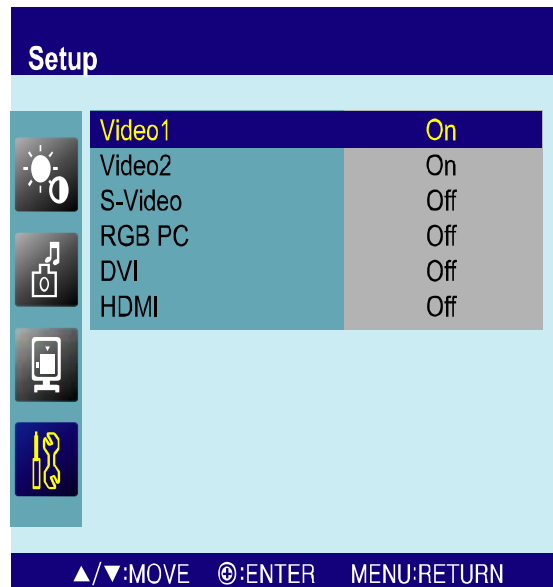 Setup
Video1 On
Video2 On
S-Video Off
RGB PC Off
DVI Off
HDMI Off
▲/▼:MOVE ⊕:ENTER MENU:RETURN